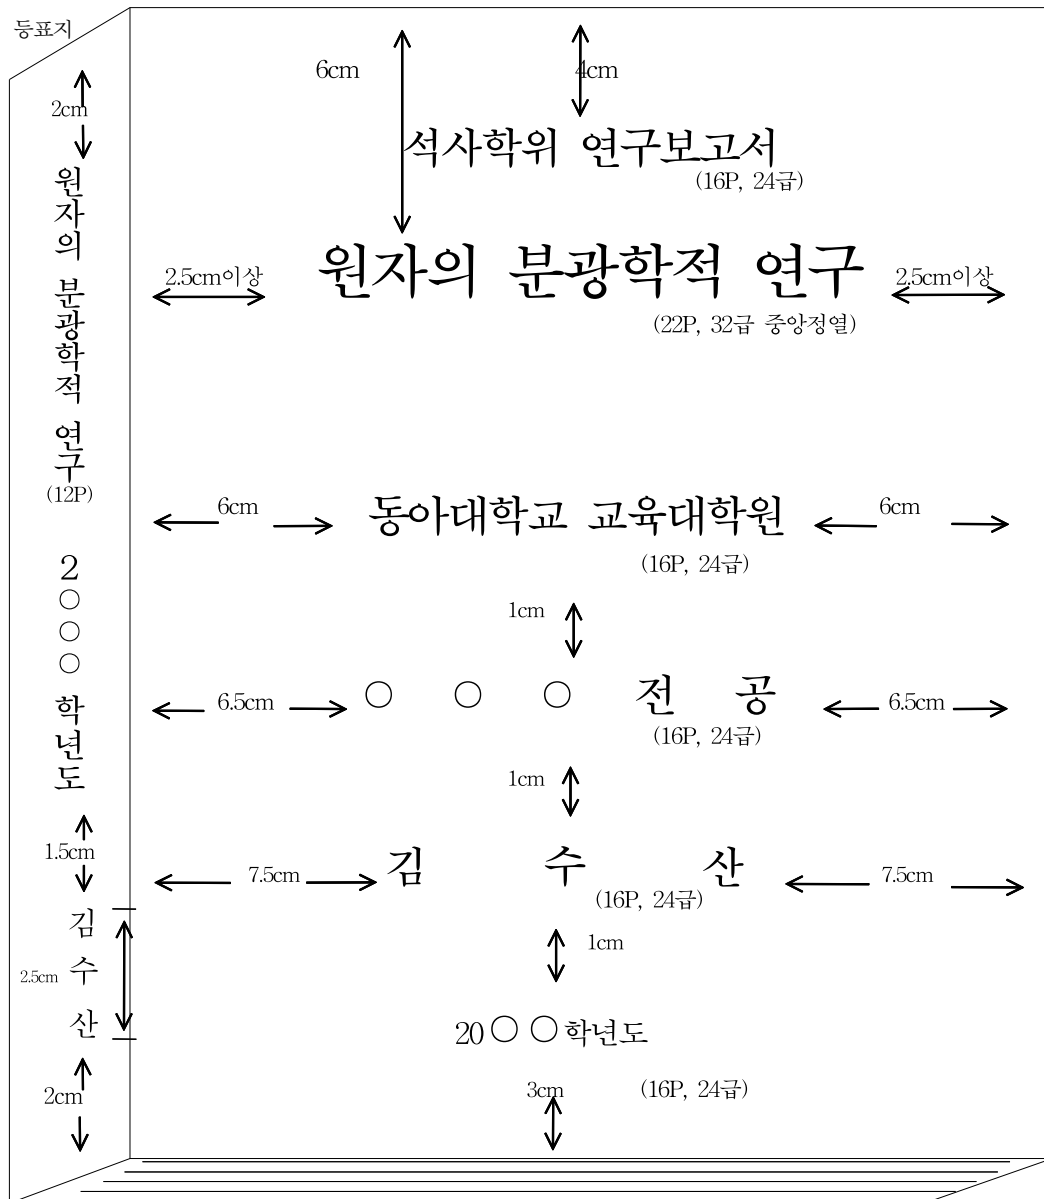 등표지
2cm
원자의 분광학적 연구
(12P)
2○○○ 학년도
1.5cm
김수산
2.5cm
2cm
6cm
4cm
석사학위 연구보고서
(16P, 24급)
2.5cm이상
원자의 분광학적 연구
2.5cm이상
(22P, 32급 중앙정열)
6cm
동아대학교 교육대학원
6cm
(16P, 24급)
1cm
6.5cm
○ ○ ○ 전 공
6.5cm
(16P, 24급)
1cm
7.5cm
김 수 산
7.5cm
(16P, 24급)
1cm
20○○학년도
3cm
(16P, 24급)